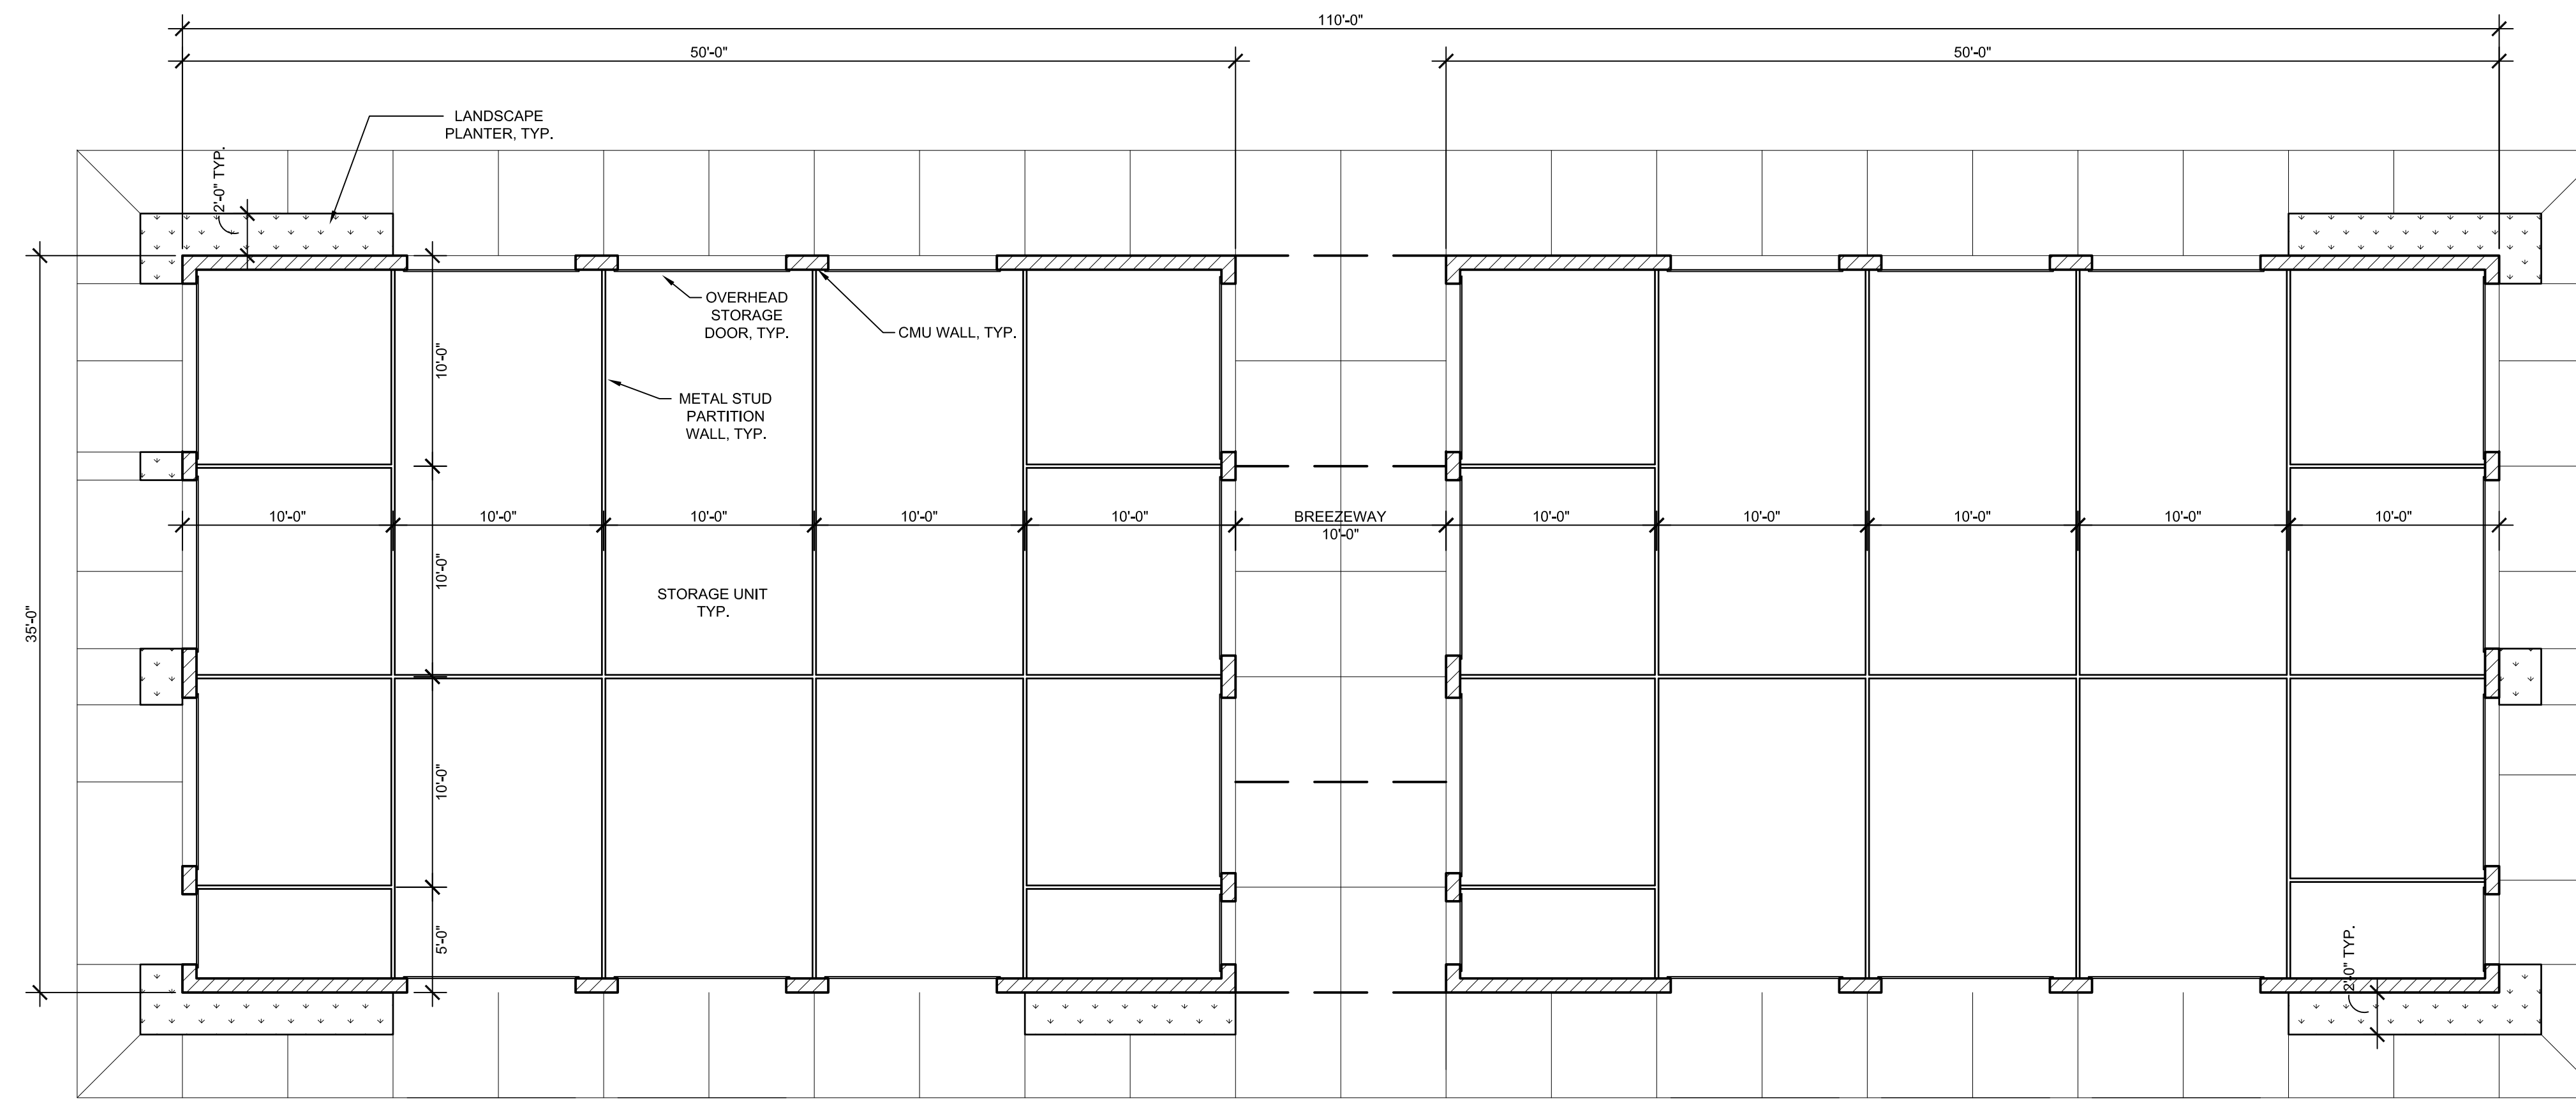 110'-0"
50'-0"
50'-0"
LANDSCAPE
PLANTER, TYP.
2'-0" TYP.
OVERHEAD
STORAGE
DOOR, TYP.
CMU WALL, TYP.
10'-0"
METAL STUD
PARTITION
WALL, TYP.
10'-0"
10'-0"
10'-0"
10'-0"
10'-0"
BREEZEWAY
10'-0"
10'-0"
10'-0"
10'-0"
10'-0"
10'-0"
10'-0"
STORAGE UNIT
TYP.
35'-0"
10'-0"
5'-0"
2'-0" TYP.